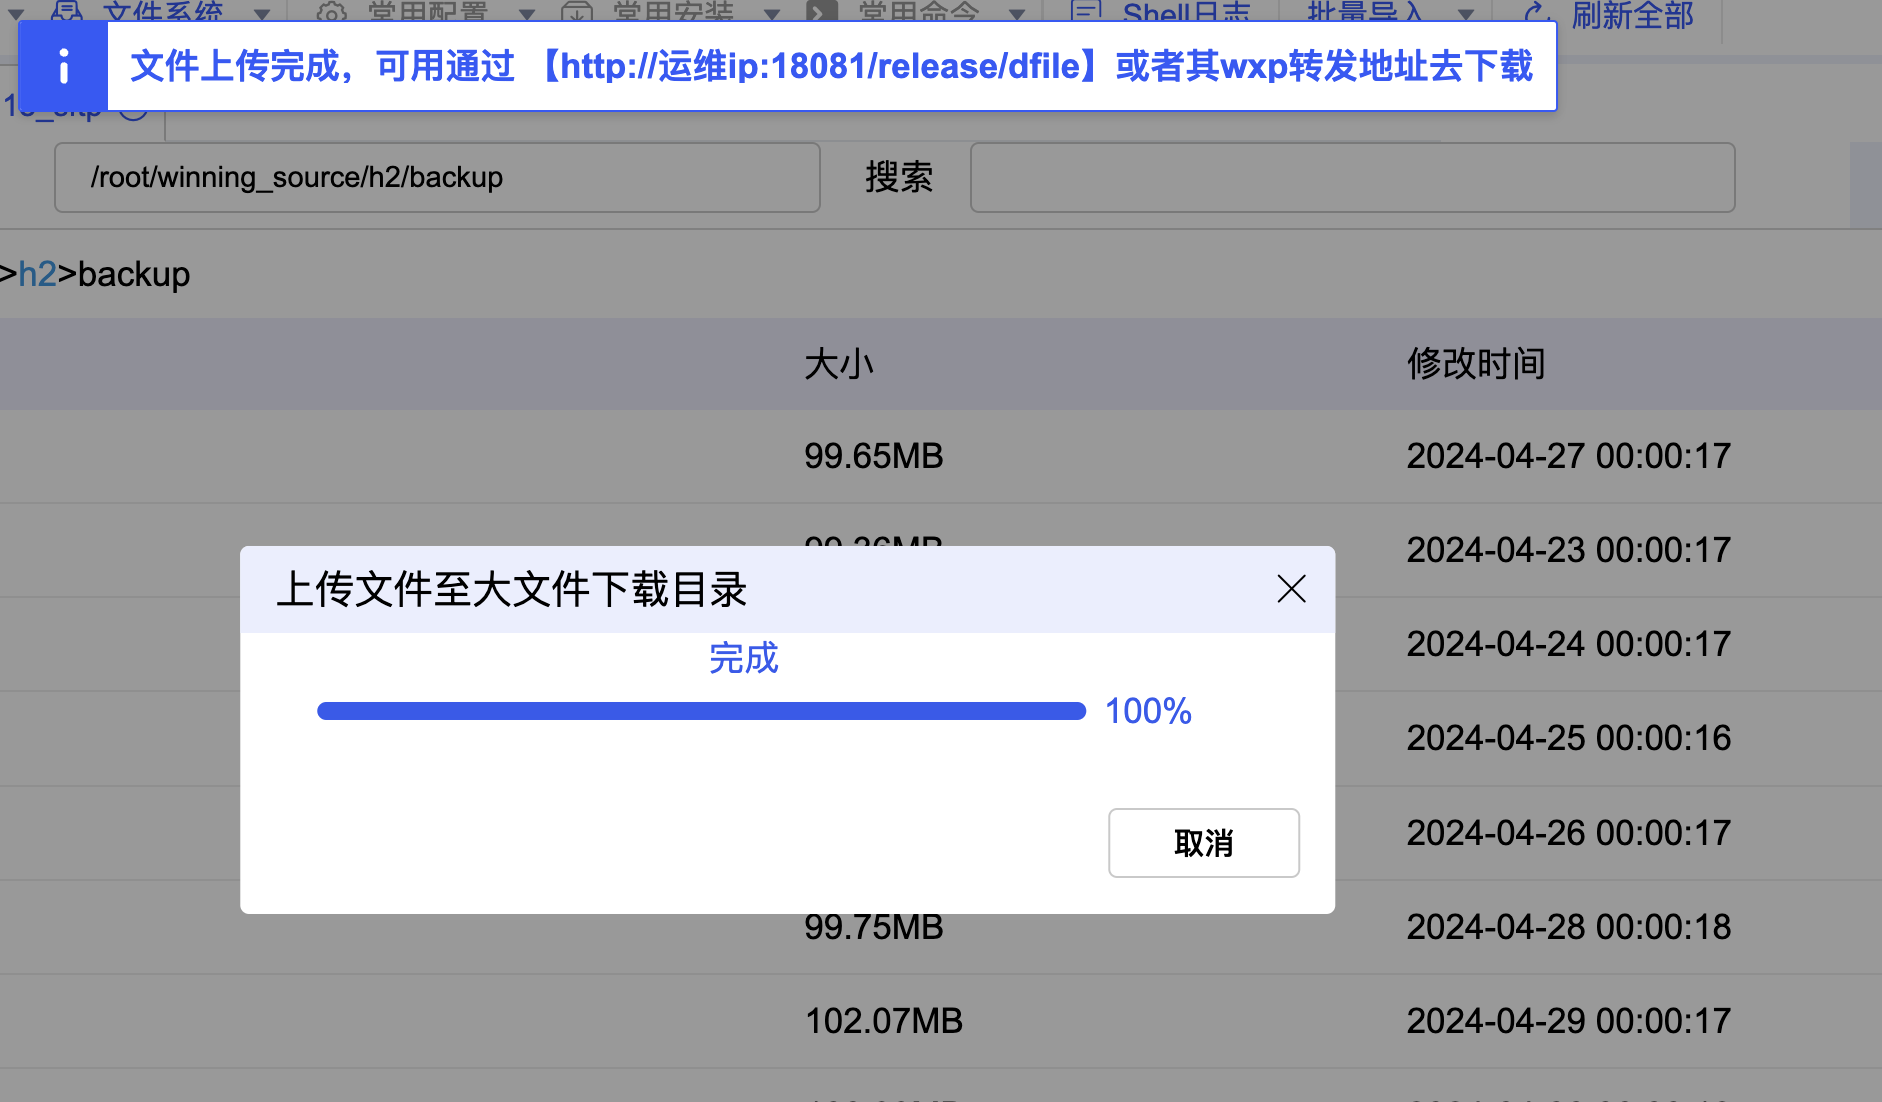 文件系统 常用配置 常用安装 常用命令 Shell日志 批量导入 刷新全部
文件上传完成，可用通过 【http://运维ip:18081/release/dfile】或者其wxp转发地址去下载
/root/winning_source/h2/backup 搜索
>h2>backup
大小 修改时间
99.65MB 2024-04-27 00:00:17
99.36MB 2024-04-23 00:00:17
上传文件至大文件下载目录
2024-04-24 00:00:17
完成
100%
2024-04-25 00:00:16
取消 2024-04-26 00:00:17
99.75MB 2024-04-28 00:00:18
102.07MB 2024-04-29 00:00:17